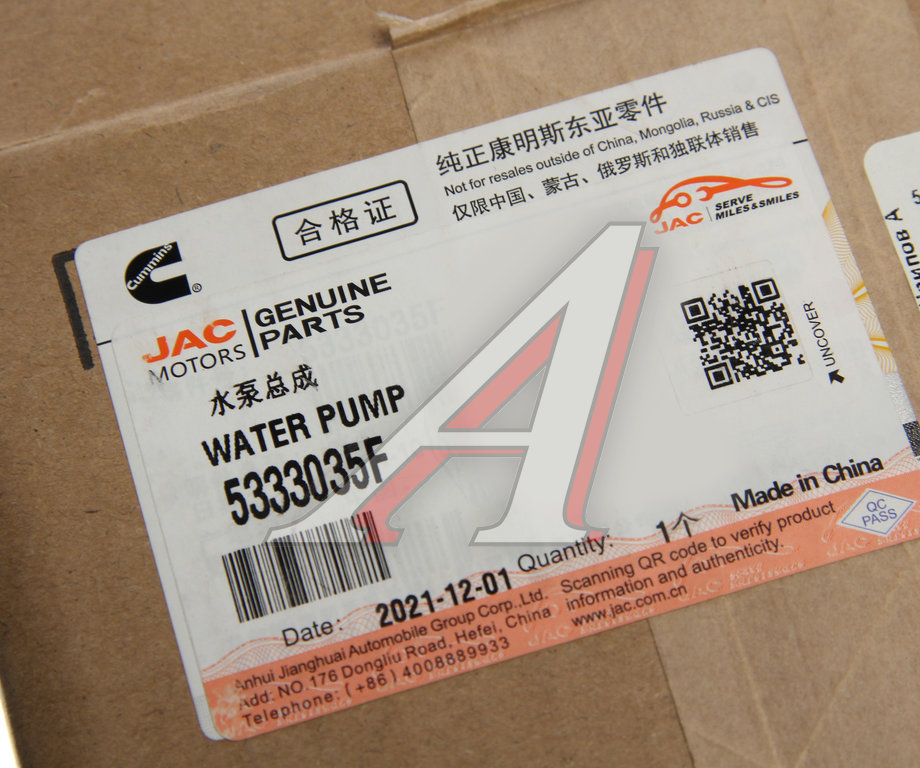 纯正康明斯东亚零件
Not for resales outside of China, Mongolia, Russia & CIS
仅限中国、蒙古、俄罗斯和独联体销售
合格证
Cummins
®
JAC
SERVE
MILES&SMILES
JAC
MOTORS
GENUINE
PARTS
水泵总成
WATER PUMP
5333035F
UNCOVER
Made in China
QC
PASS
Quantity: 1个
Date: 2021-12-01
Scanning QR code to verify product
information and authenticity.
www.jac.com.cn
Anhui Jianghuai Automobile Group Corp.,Ltd.
Add: NO.176 Dongliu Road, Hefei, China
Telephone: (+86) 4008889933
A